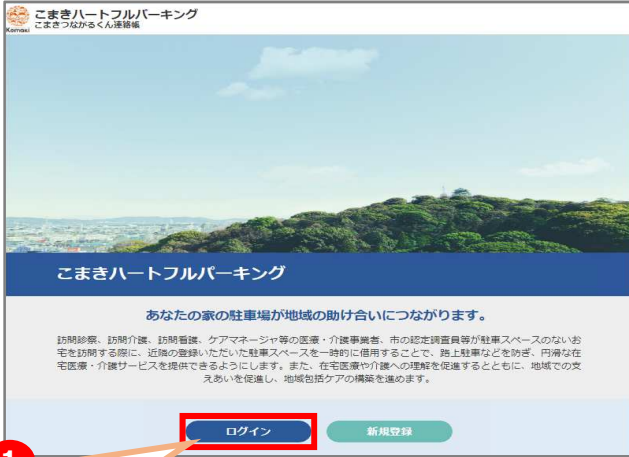 こまきハートフルパーキング
こまきつながるくん連絡帳
Komaki
こまきハートフルパーキング
あなたの家の駐車場が地域の助け合いにつながります。
訪問診察、訪問介護、訪問看護、ケアマネージャ等の医療・介護事業者、市の認定調査員等が駐車スペースのないお
宅を訪問する際に、近隣の登録いただいた駐車スペースを一時的に借用することで、路上駐車などを防ぎ、円滑な在
宅医療・介護サービスを提供できるようにします。また、在宅医療や介護への理解を促進するとともに、地域での支
えあいを促進し、地域包括ケアの構築を進めます。
ログイン
新規登録
1